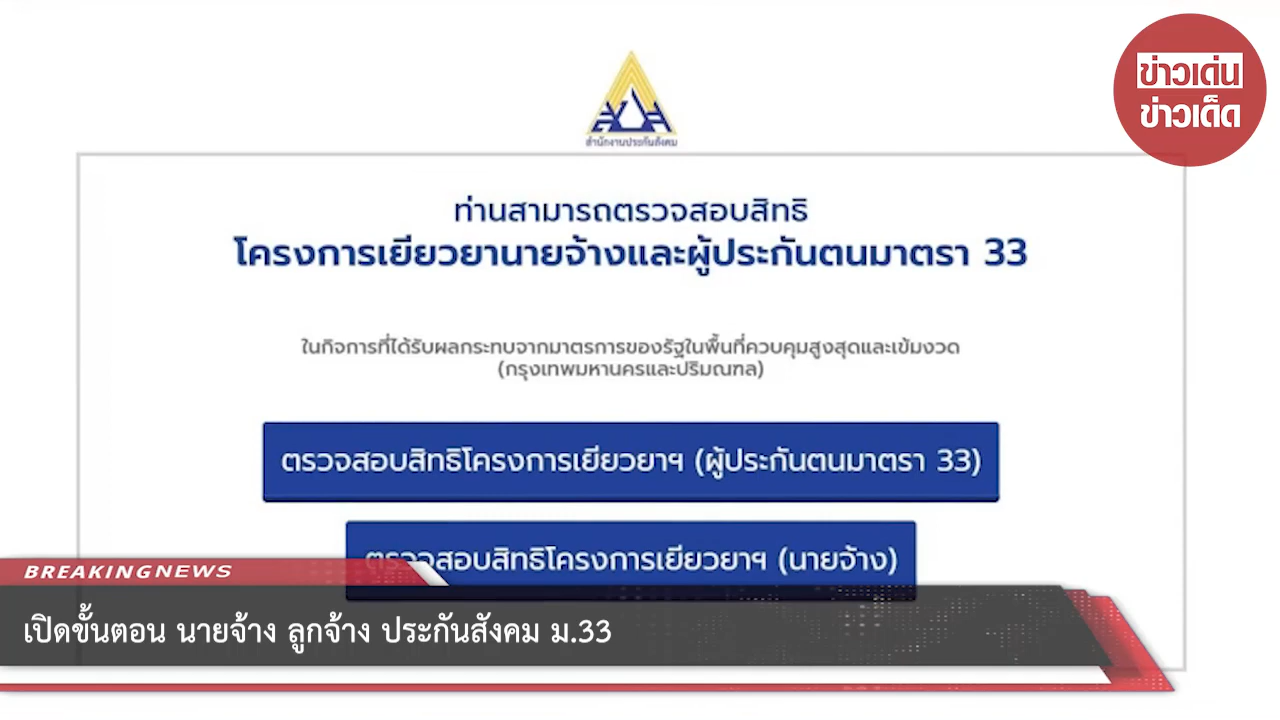 ข่าวเด่น
ข่าวเด็ด
สปส
สำนักงานประกันสังคม
ท่านสามารถตรวจสอบสิทธิ
โครงการเยียวยานายจ้างและผู้ประกันตนมาตรา 33
ในกิจการที่ได้รับผลกระทบจากมาตรการของรัฐในพื้นที่ควบคุมสูงสุดและเข้มงวด
(กรุงเทพมหานครและปริมณฑล)
ตรวจสอบสิทธิโครงการเยียวยาฯ (ผู้ประกันตนมาตรา 33)
ตรวจสอบสิทธิโครงการเยียวยาฯ (นายจ้าง)
BREAKING NEWS
เปิดขั้นตอน นายจ้าง ลูกจ้าง ประกันสังคม ม.33